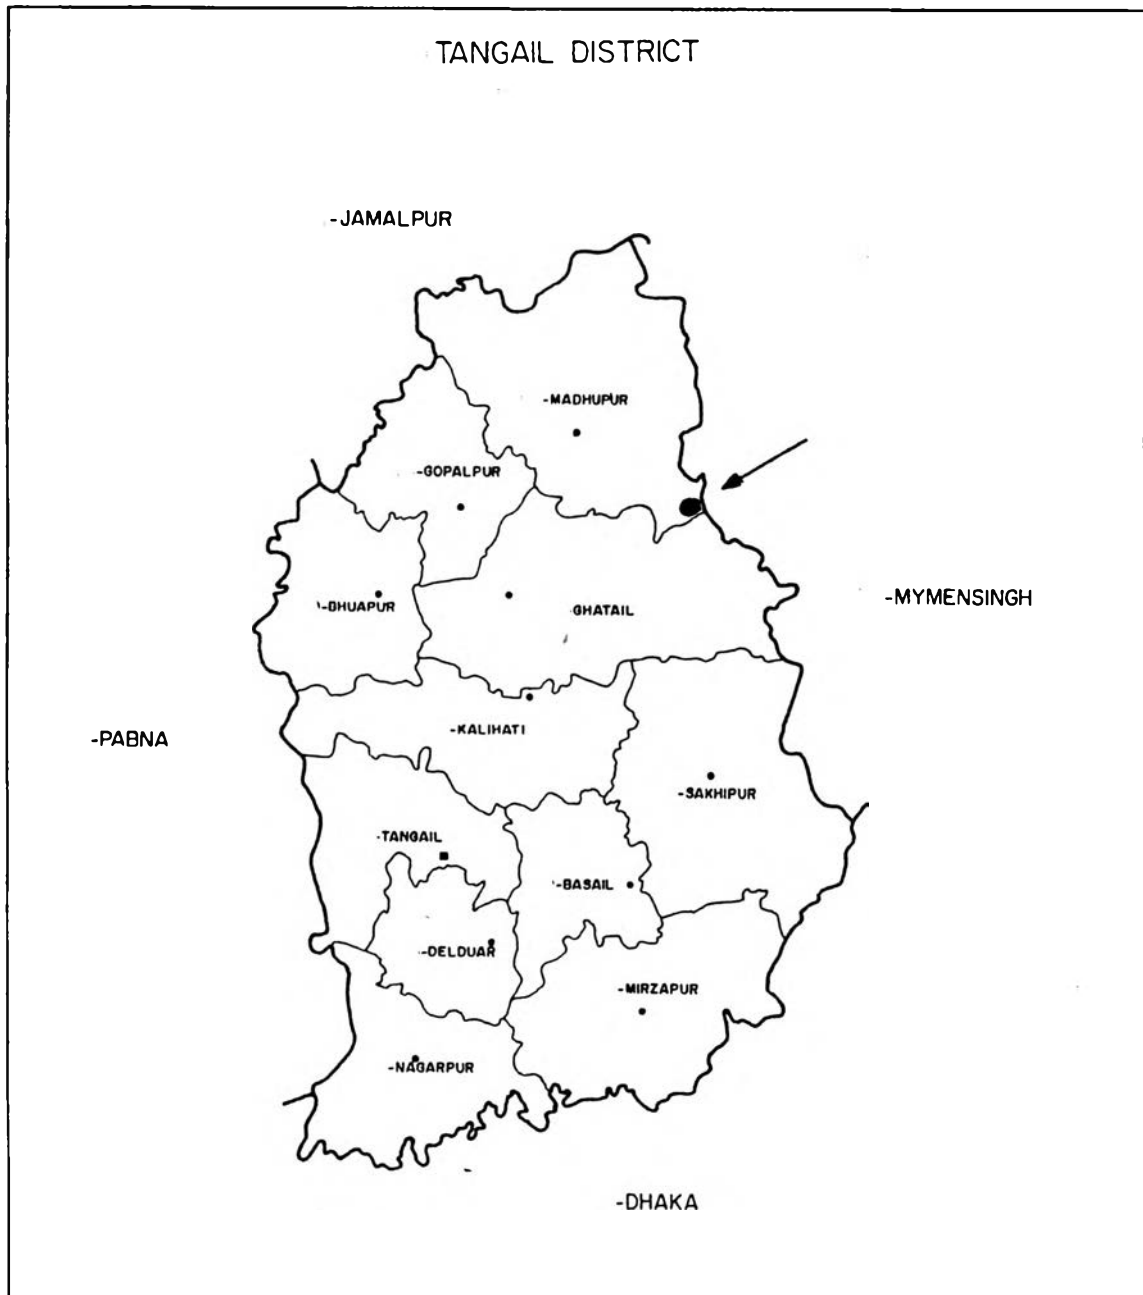 TANGAIL DISTRICT
-JAMALPUR
-MADHUPUR
-GOPALPUR
-BHUAPUR
GHATAIL
-MYMENSINGH
-KALIHATI
-PABNA
-SAKHIPUR
-TANGAIL
-BASAIL
-DELDUAR
-MIRZAPUR
-NAGARPUR
-DHAKA